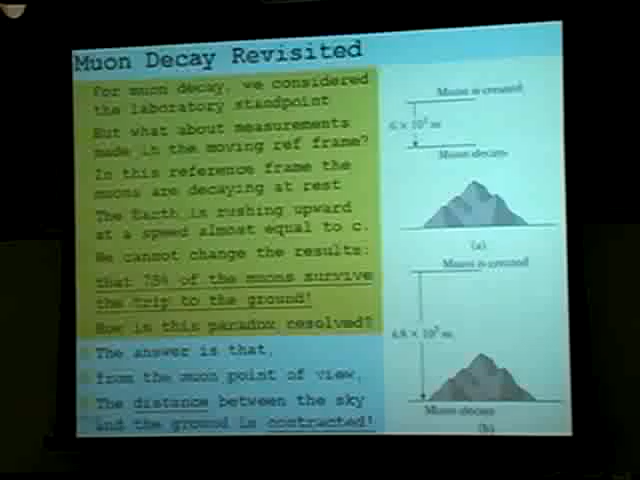 Muon Decay Revisited
For muon decay, we considered
the laboratory standpoint
But what about measurements
made in the moving ref frame?
In this reference frame the
muons are decaying at rest
The Earth is rushing upward
at a speed almost equal to c.
We cannot change the results:
that 75% of the muons survive
the trip to the ground!
How is this paradox resolved?
The answer is that,
from the muon point of view,
The distance between the sky
and the ground is contracted!
Muon is created
Muon decays
(a)
Muon is created
Muon decays
(b)